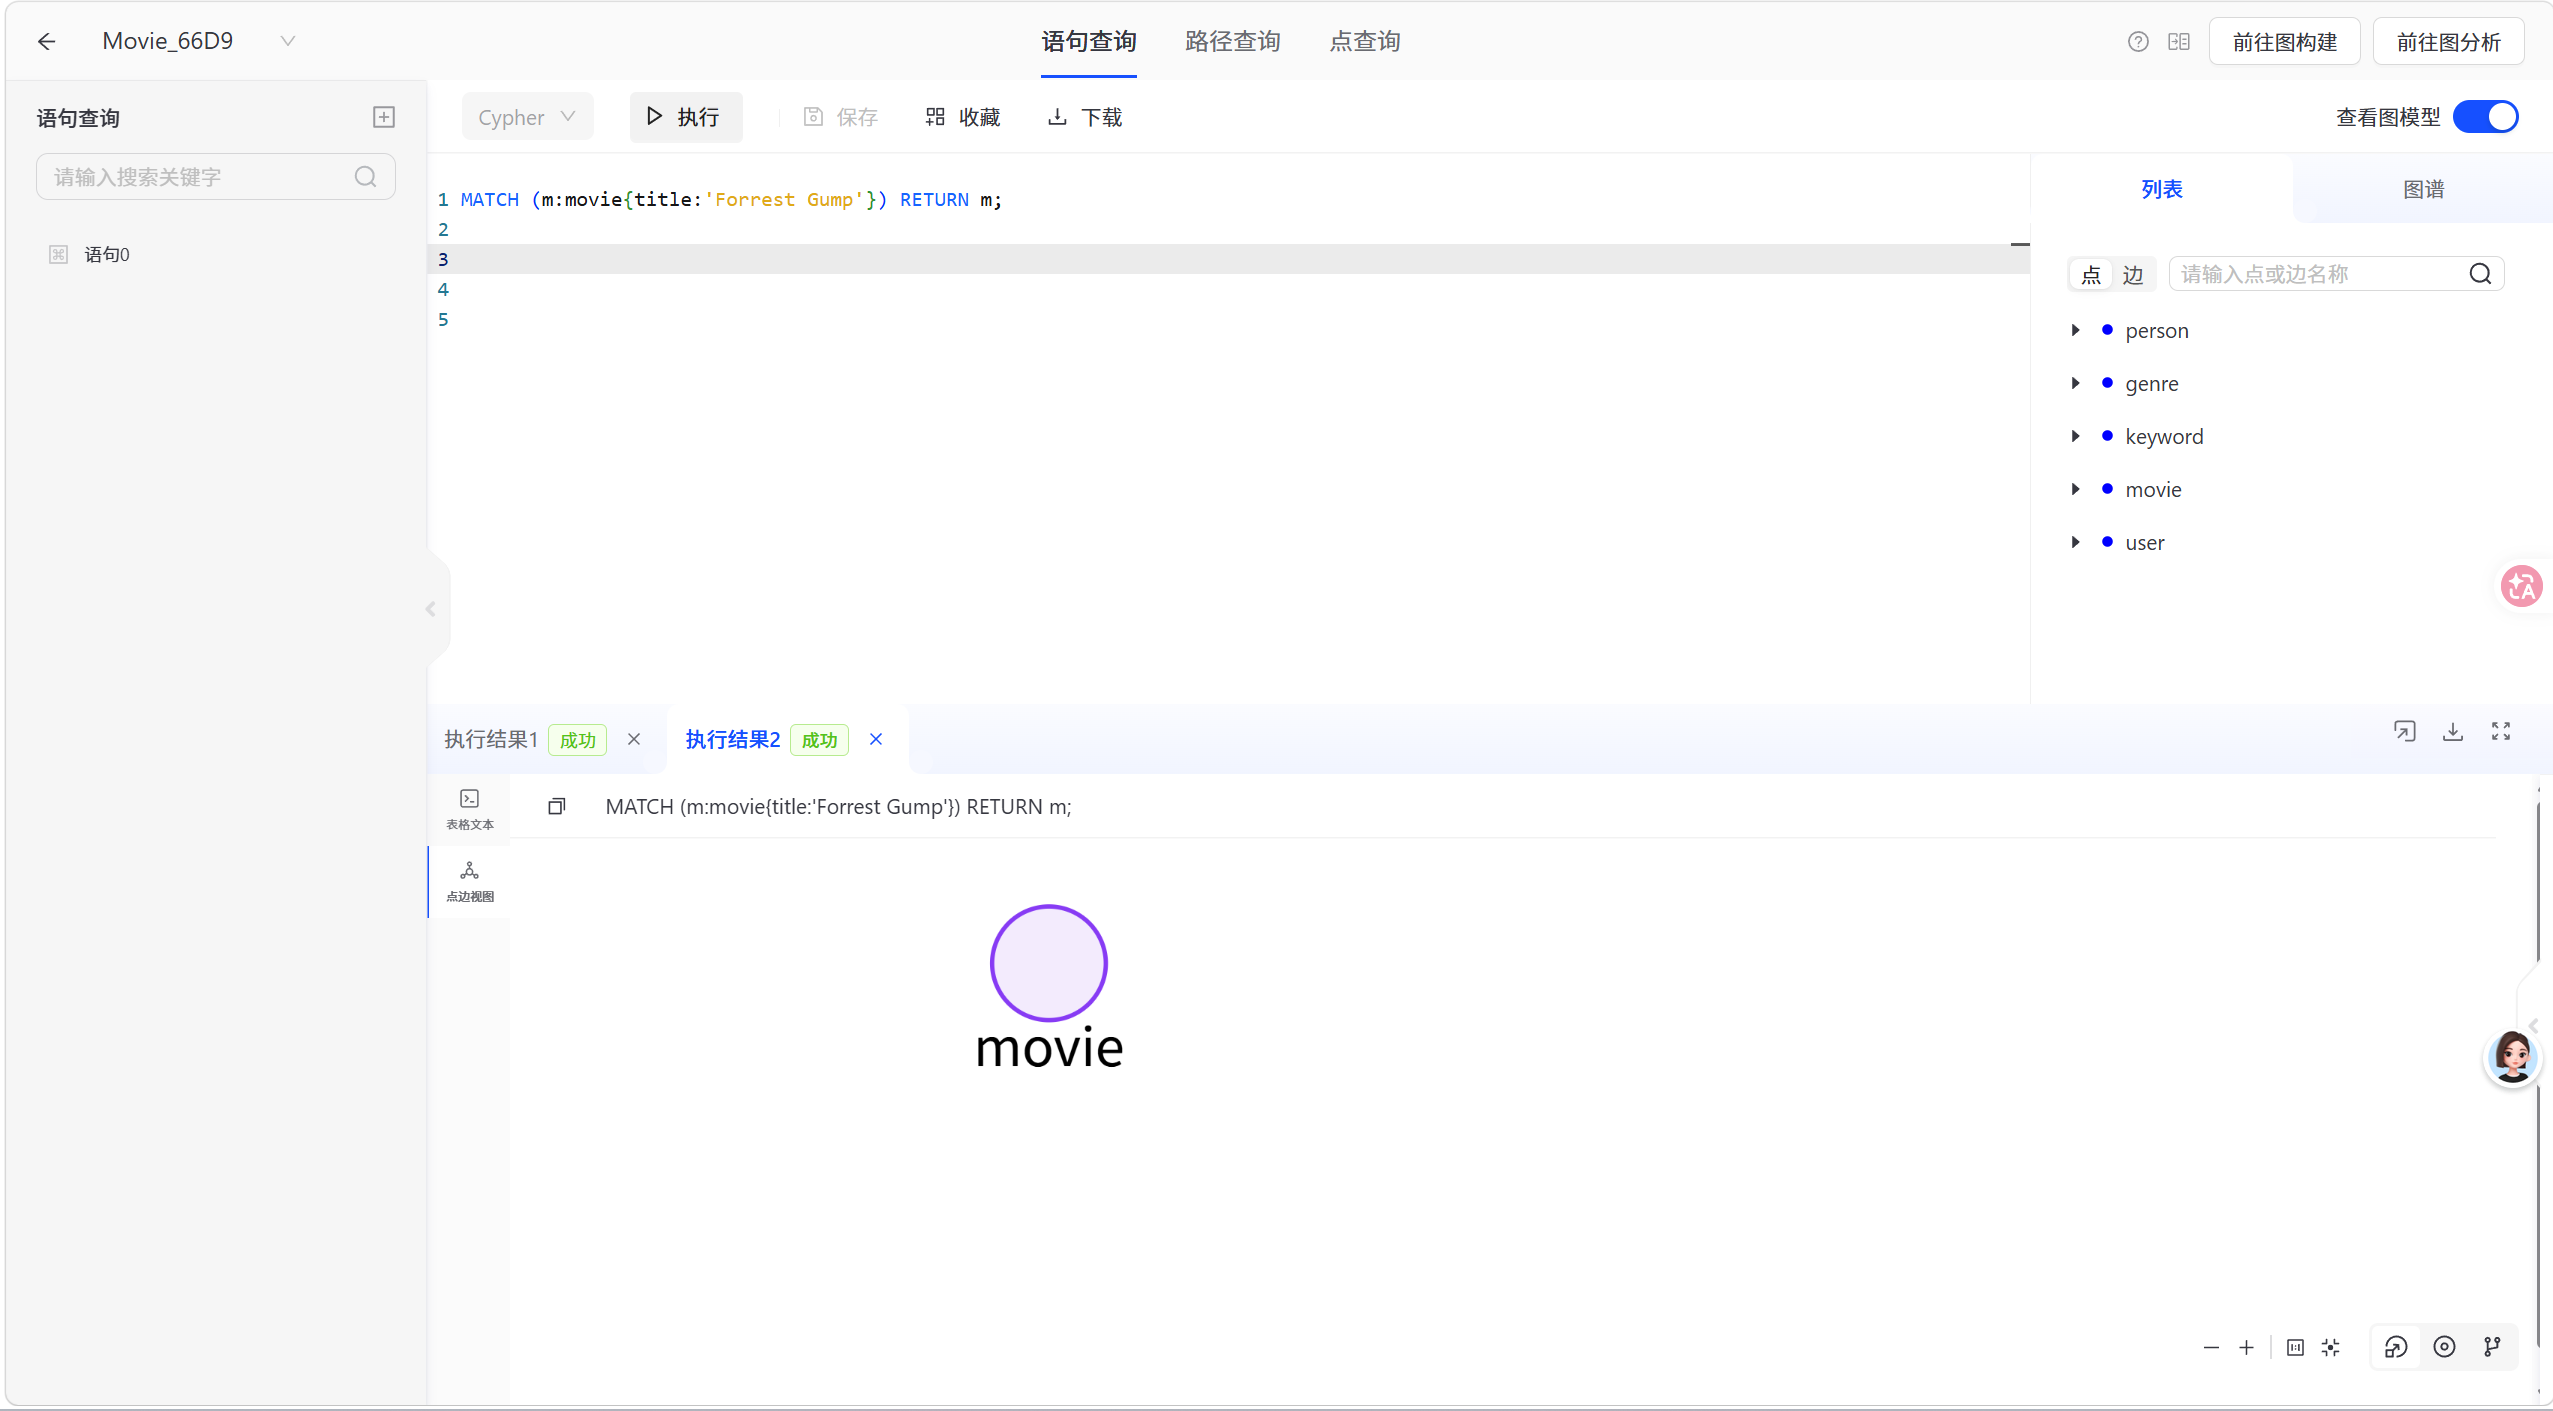 Movie_66D9
语句查询 路径查询 点查询
前往图构建 前往图分析
语句查询
请输入搜索关键字
语句0
Cypher 执行 保存 收藏 下载
查看图模型
1 MATCH (m:movie{title:'Forrest Gump'}) RETURN m;
2
3
4
5
列表 图谱
点 边 请输入点或边名称
person
genre
keyword
movie
user
执行结果1 成功 执行结果2 成功
表格文本
点边视图
MATCH (m:movie{title:'Forrest Gump'}) RETURN m;
movie